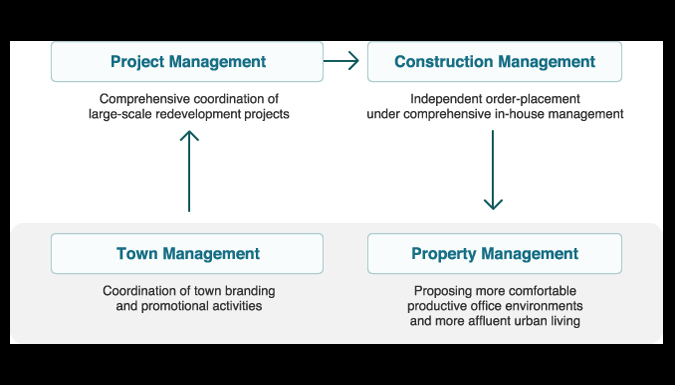 Project Management
Comprehensive coordination of
large-scale redevelopment projects
Construction Management
Independent order-placement
under comprehensive in-house management
Town Management
Coordination of town branding
and promotional activities
Property Management
Proposing more comfortable
productive office environments
and more affluent urban living